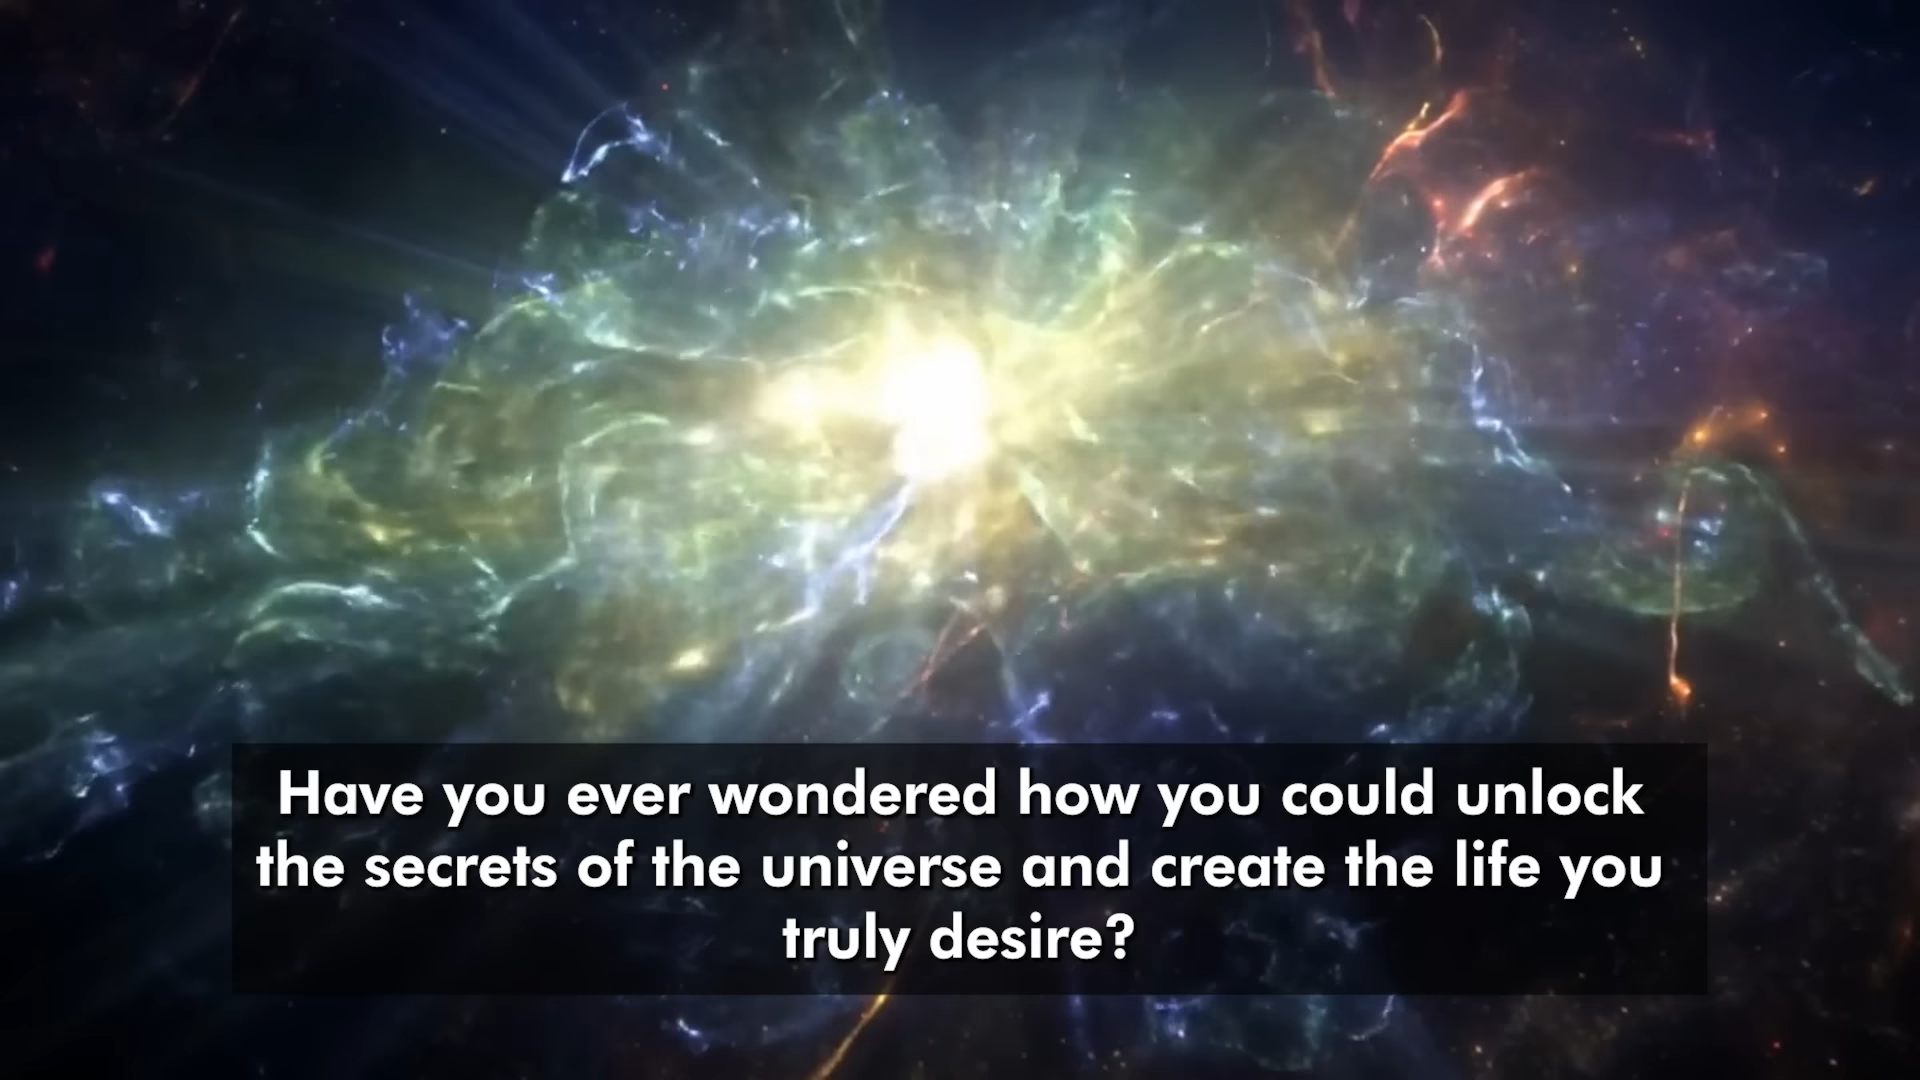 Have you ever wondered how you could unlock
the secrets of the universe and create the life you
truly desire?